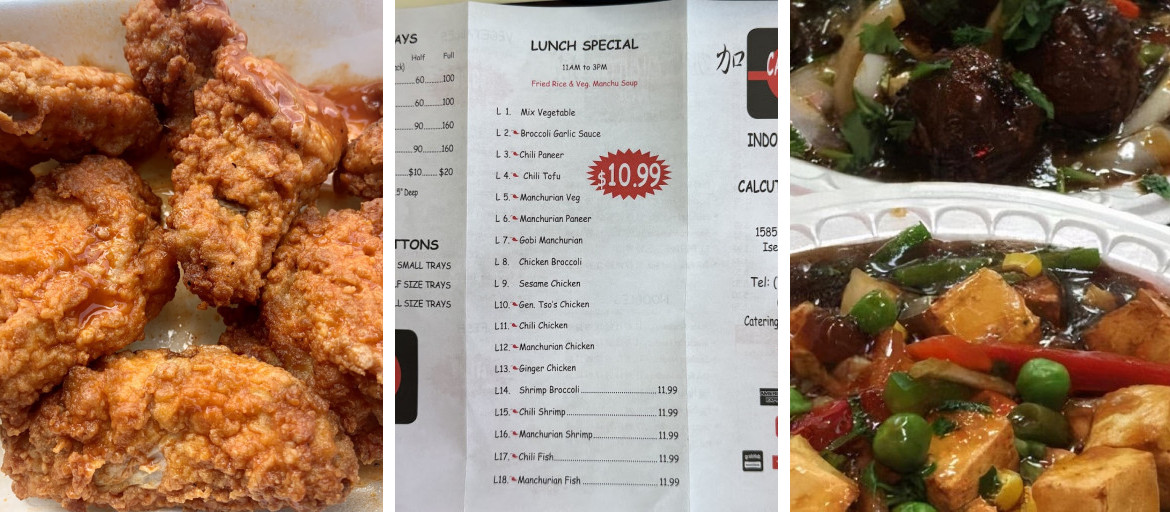 AYS
Half Full
60..........100
60..........100
90..........160
90..........160
$10......$20
5" Deep
TTONS
SMALL TRAYS
LF SIZE TRAYS
LL SIZE TRAYS
LUNCH SPECIAL
11AM to 3PM
Fried Rice & Veg. Manchu Soup
L 1. Mix Vegetable
L 2. Broccoli Garlic Sauce
L 3. Chili Paneer
L 4. Chili Tofu
L 5. Manchurian Veg
L 6. Manchurian Paneer
L 7. Gobi Manchurian
L 8. Chicken Broccoli
L 9. Sesame Chicken
L10. Gen. Tso's Chicken
L11. Chili Chicken
L12. Manchurian Chicken
L13. Ginger Chicken
L14. Shrimp Broccoli 11.99
L15. Chili Shrimp 11.99
L16. Manchurian Shrimp 11.99
L17. Chili Fish 11.99
L18. Manchurian Fish 11.99
$10.99
加
CA
INDO
CALCUT
1585
Ise
Tel: (
Catering